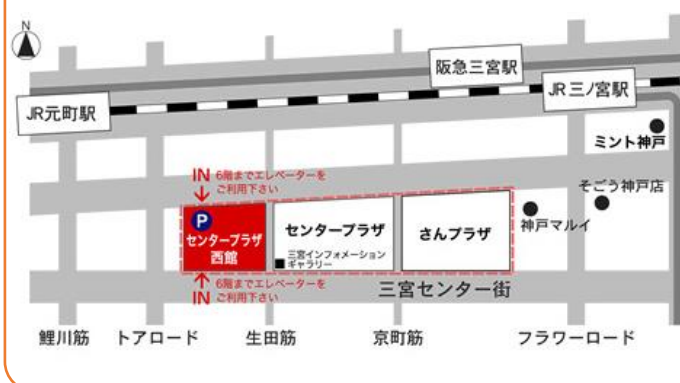 N
阪急三宮駅
JR三ノ宮駅
JR元町駅
ミント神戸
IN 6階までエレベーターを
ご利用下さい
そごう神戸店
P
センタープラザ
西館
センタープラザ
三宮インフォメーション
ギャラリー
さんプラザ
神戸マルイ
IN 6階までエレベーターを
ご利用下さい
三宮センター街
鯉川筋
トアロード
生田筋
京町筋
フラワーロード